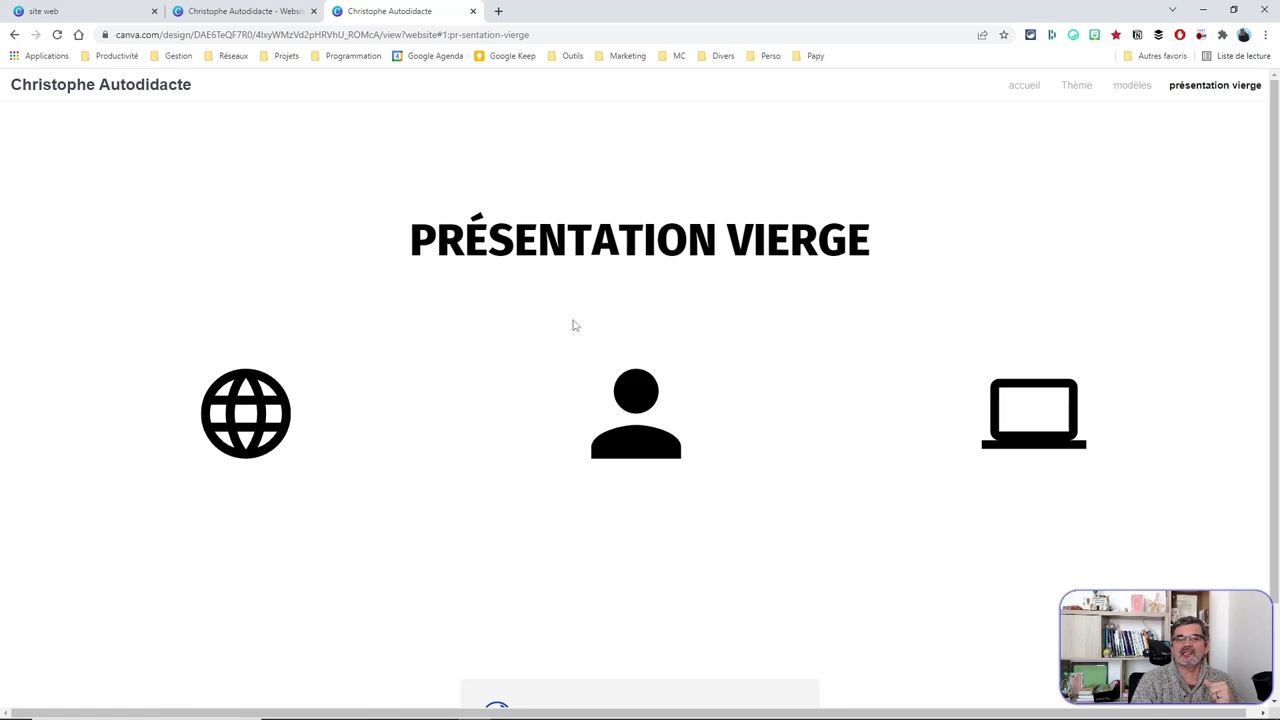 site web
Christophe Autodidacte - Websit
Christophe Autodidacte
canva.com/design/DAE6TeQF7R0/4lxyWMzVd2pHRVhU_ROMcA/view?website#1:pr-sentation-vierge
Applications Productivité Gestion Réseaux Projets Programmation Google Agenda Google Keep Outils Marketing MC Divers Perso Papy Autres favoris Liste de lecture
Christophe Autodidacte
accueil Thème modèles présentation vierge
PRÉSENTATION VIERGE